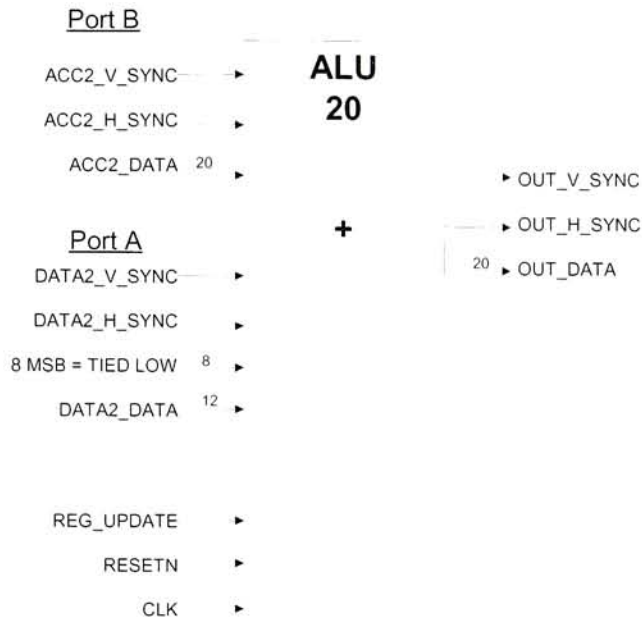 Port B
ACC2_V_SYNC
ACC2_H_SYNC
ACC2_DATA 20
Port A
DATA2_V_SYNC
DATA2_H_SYNC
8 MSB = TIED LOW 8
DATA2_DATA 12
REG_UPDATE
RESETN
CLK
ALU
20
+
OUT_V_SYNC
OUT_H_SYNC
20 OUT_DATA